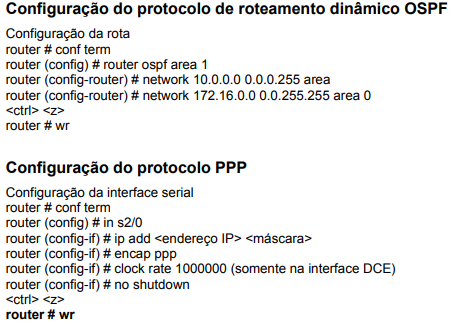 Configuração do protocolo de roteamento dinâmico OSPF
Configuração da rota
router # conf term
router (config) # router ospf area 1
router (config-router) # network 10.0.0.0 0.0.0.255 area
router (config-router) # network 172.16.0.0 0.0.255.255 area 0
<ctrl> <z>
router # wr
Configuração do protocolo PPP
Configuração da interface serial
router # conf term
router (config) # in s2/0
router (config-if) # ip add <endereço IP> <máscara>
router (config-if) # encap ppp
router (config-if) # clock rate 1000000 (somente na interface DCE)
router (config-if) # no shutdown
<ctrl> <z>
router # wr